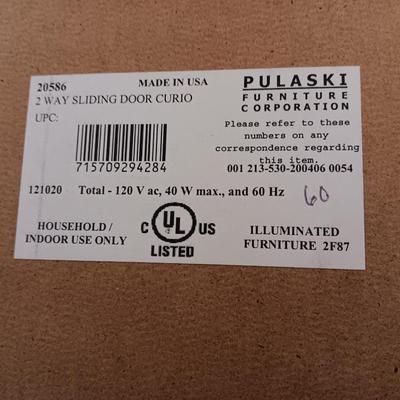 20586 MADE IN USA
2 WAY SLIDING DOOR CURIO
UPC:
715709294284
PULASKI
FURNITURE
CORPORATION
Please refer to these
numbers on any
correspondence regarding
this item.
001 213-530-200406 0054
121020 Total - 120 V ac, 40 W max., and 60 Hz
60
HOUSEHOLD /
INDOOR USE ONLY
C UL US
LISTED
ILLUMINATED
FURNITURE 2F87